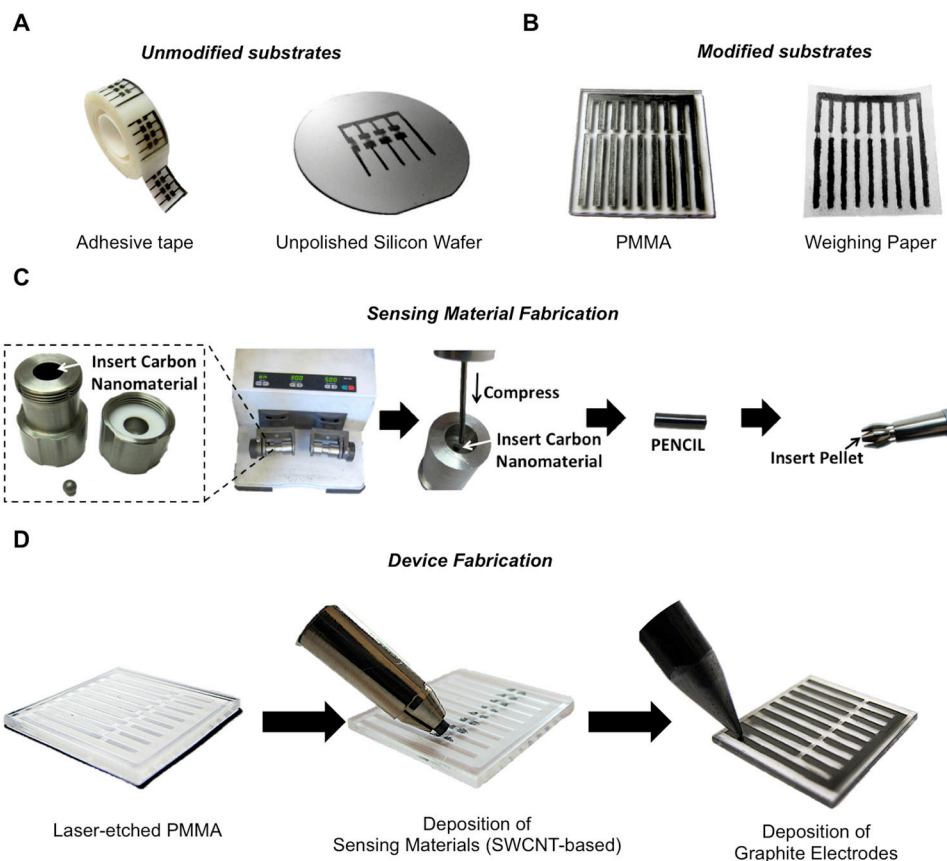 A
Unmodified substrates
Adhesive tape
Unpolished Silicon Wafer
B
Modified substrates
PMMA
Weighing Paper
C
Sensing Material Fabrication
Insert Carbon
Nanomaterial
Compress
Insert Carbon
Nanomaterial
PENCIL
Insert Pellet
D
Device Fabrication
Laser-etched PMMA
Deposition of
Sensing Materials (SWCNT-based)
Deposition of
Graphite Electrodes